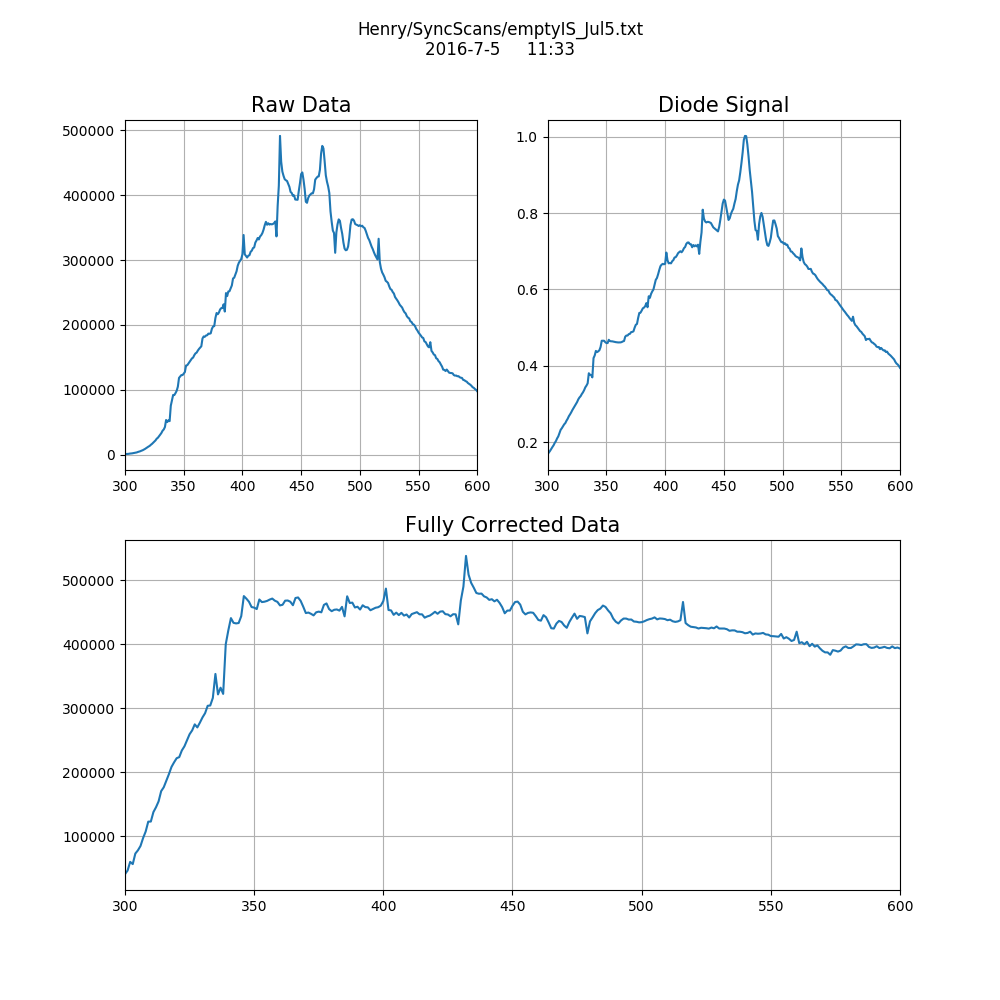 Henry/SyncScans/emptyIS_Jul5.txt
2016-7-5 11:33
Raw Data
500000
400000
300000
200000
100000
0
300 350 400 450 500 550 600
Diode Signal
1.0
0.8
0.6
0.4
0.2
300 350 400 450 500 550 600
Fully Corrected Data
500000
400000
300000
200000
100000
300 350 400 450 500 550 600